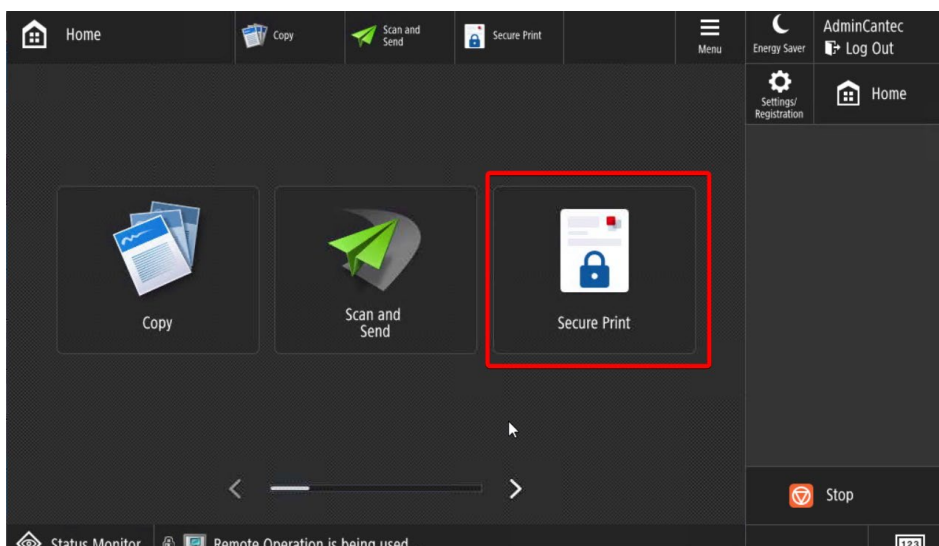 Home
Copy
Scan and
Send
Secure Print
Menu
Energy Saver
AdminCantec
Log Out
Settings/
Registration
Home
Copy
Scan and
Send
Secure Print
Stop
Status Monitor
Remote Operation is being used.
123